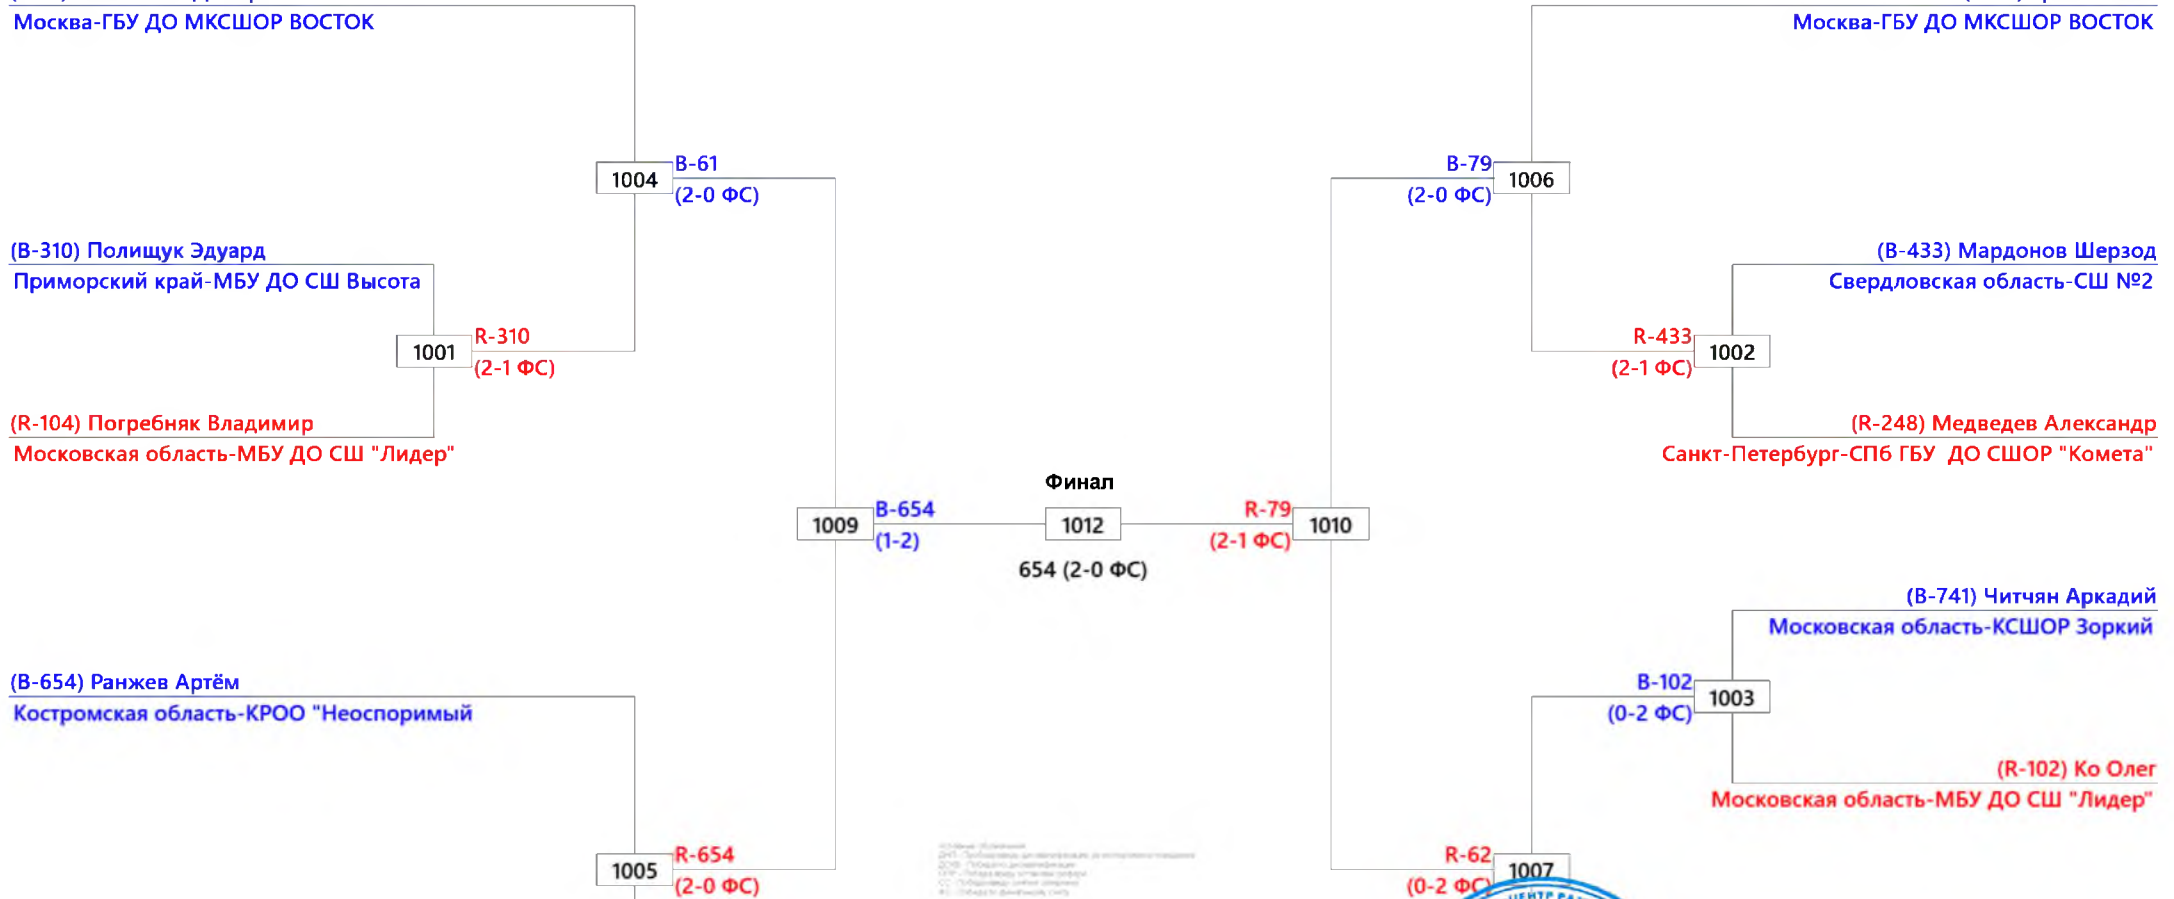 Москва-ГБУ ДО МКСШОР ВОСТОК
Москва-ГБУ ДО МКСШОР ВОСТОК
1004
B-61
(2-0 ФС)
B-79
(2-0 ФС)
1006
(B-310) Полищук Эдуард
Приморский край-МБУ ДО СШ Высота
(B-433) Мардонов Шерзод
Свердловская область-СШ №2
1001
R-310
(2-1 ФС)
R-433
(2-1 ФС)
1002
(R-104) Погребняк Владимир
Московская область-МБУ ДО СШ "Лидер"
(R-248) Медведев Александр
Санкт-Петербург-СПб ГБУ ДО СШОР "Комета"
Финал
1009
B-654
(1-2)
1012
R-79
(2-1 ФС)
1010
654 (2-0 ФС)
(B-741) Читчян Аркадий
Московская область-КСШОР Зоркий
(B-654) Ранжев Артём
Костромская область-КРОО "Неоспоримый
B-102
(0-2 ФС)
1003
(R-102) Ко Олег
Московская область-МБУ ДО СШ "Лидер"
1005
R-654
(2-0 ФС)
R-62
(0-2 ФС)
1007
ЦЕНТР